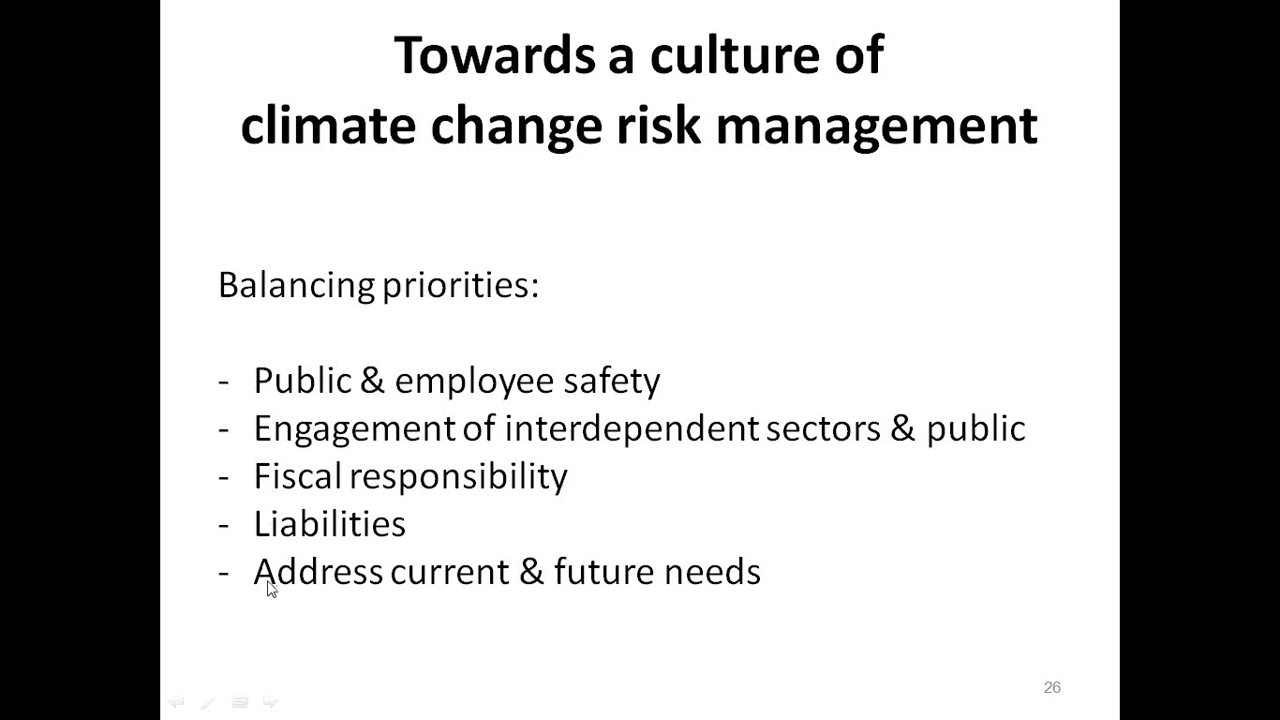 Towards a culture of
climate change risk management
Balancing priorities:
- Public & employee safety
- Engagement of interdependent sectors & public
- Fiscal responsibility
- Liabilities
- Address current & future needs
26